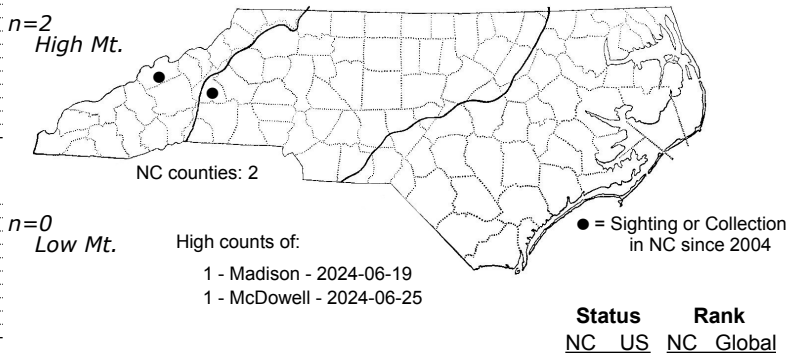 n=2
High Mt.
NC counties: 2
n=0
Low Mt.
High counts of:
1 - Madison - 2024-06-19
1 - McDowell - 2024-06-25
● = Sighting or Collection
in NC since 2004
Status Rank
NC US NC Global